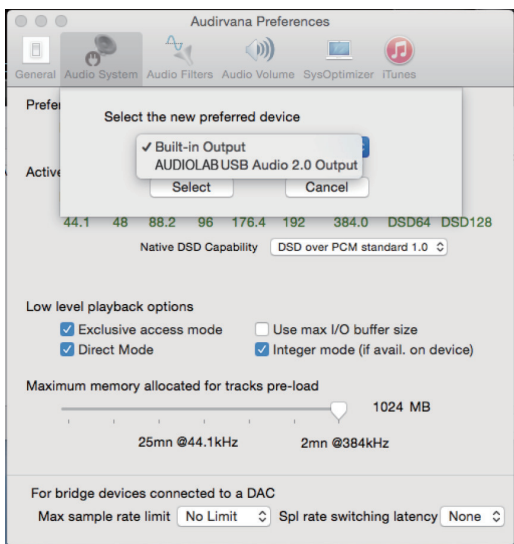 Audirvana Preferences
General Audio System Audio Filters Audio Volume SysOptimizer iTunes
Prefe
Select the new preferred device
✓ Built-in Output
AUDIOLAB USB Audio 2.0 Output
Active
Select Cancel
44.1 48 88.2 96 176.4 192 384.0 DSD64 DSD128
Native DSD Capability DSD over PCM standard 1.0
Low level playback options
Exclusive access mode Use max I/O buffer size
Direct Mode Integer mode (if avail. on device)
Maximum memory allocated for tracks pre-load
1024 MB
25mn @44.1kHz 2mn @384kHz
For bridge devices connected to a DAC
Max sample rate limit No Limit Spl rate switching latency None